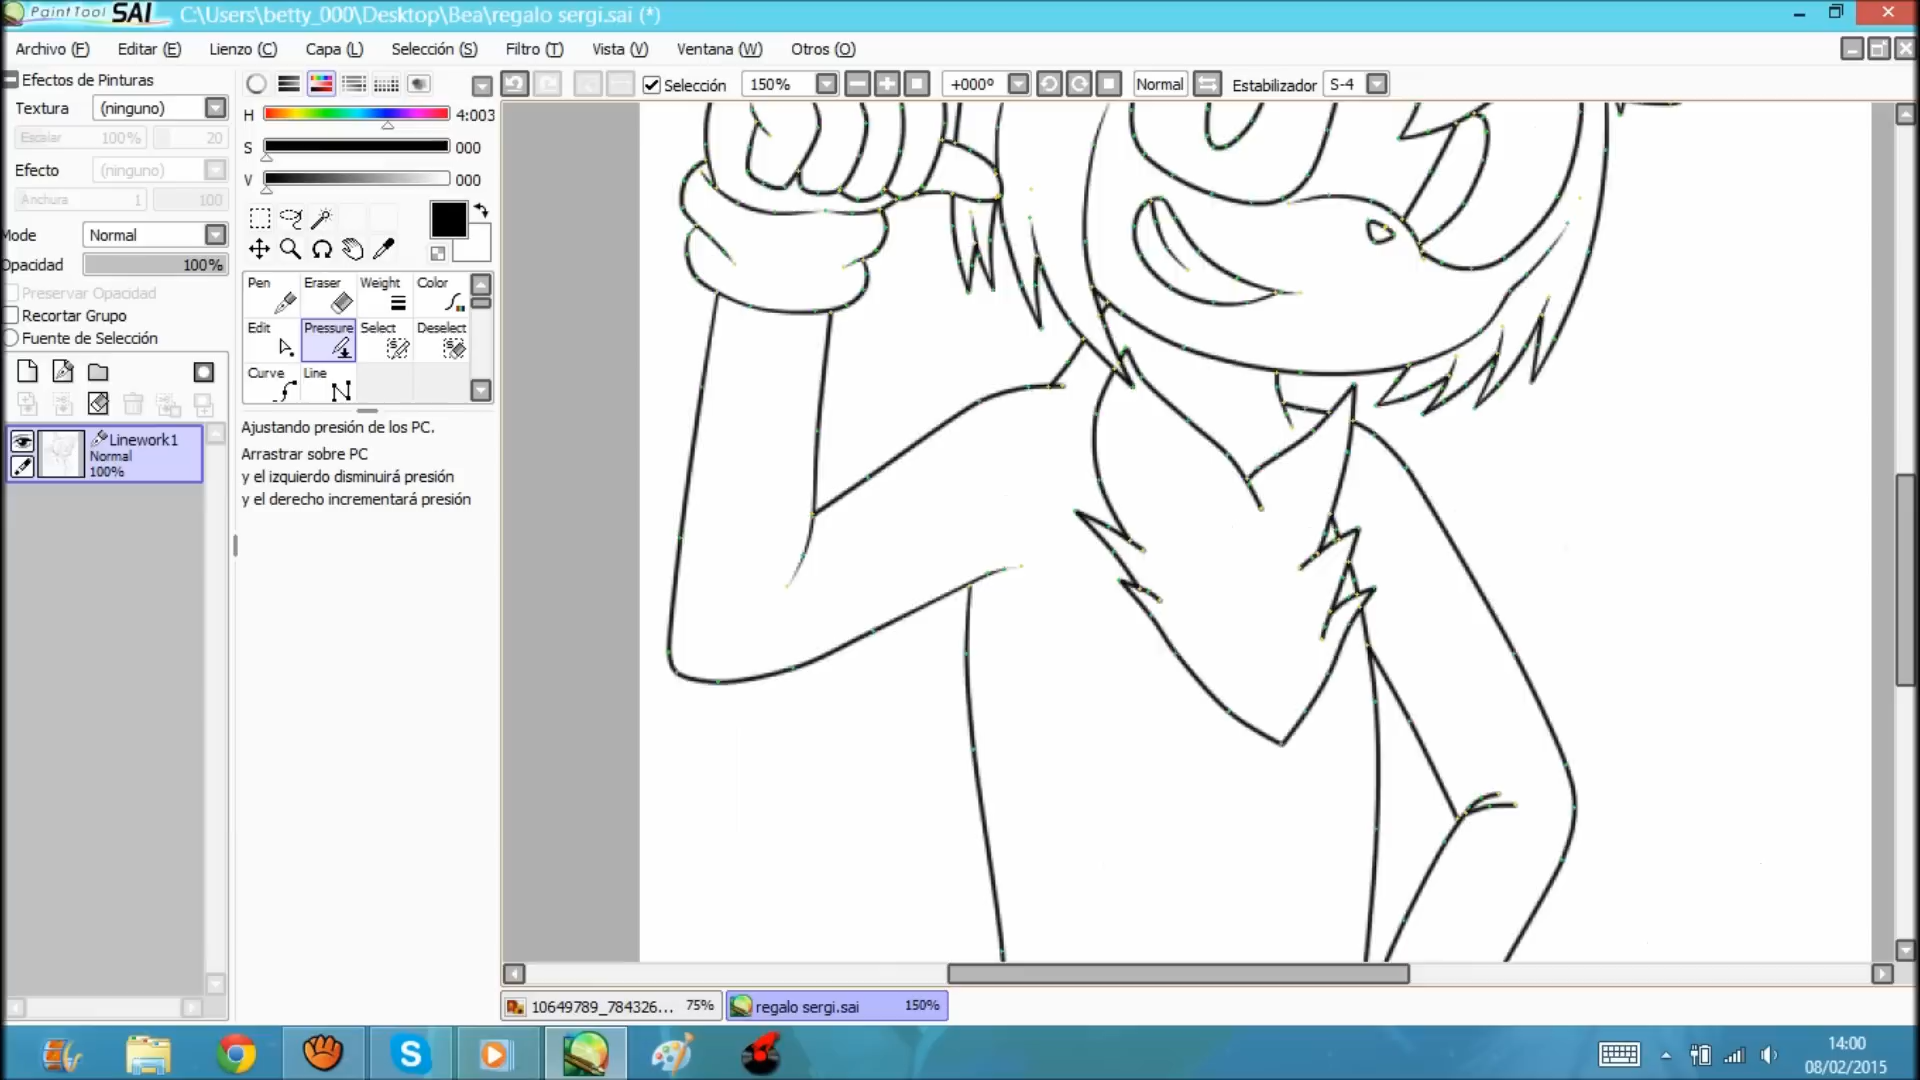 PaintTool SAI C:\Users\betty_000\Desktop\Bea\regalo sergi.sai (*)
Archivo (F) Editar (E) Lienzo (C) Capa (L) Selección (S) Filtro (T) Vista (V) Ventana (W) Otros (O)
Efectos de Pinturas
Textura (ninguno)
Escalar 100% 20
Efecto (ninguno)
Anchura 1 100
Mode Normal
Opacidad 100%
Preservar Opacidad
Recortar Grupo
Fuente de Selección
Linework1
Normal
100%
H 4:003
S 000
V 000
Pen Eraser Weight Color
Edit Pressure Select Deselect
Curve Line
Ajustando presión de los PC.
Arrastrar sobre PC
y el izquierdo disminuirá presión
y el derecho incrementará presión
Selección 150% +000º Normal Estabilizador S-4
10649789_784326... 75% regalo sergi.sai 150%
14:00
08/02/2015